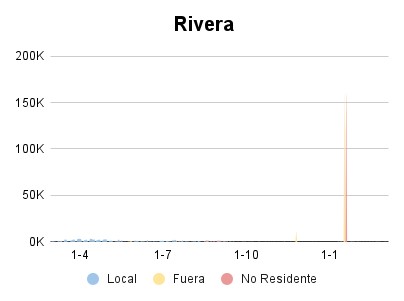 Rivera
200K
150K
100K
50K
0K
1-4 1-7 1-10 1-1
Local Fuera No Residente